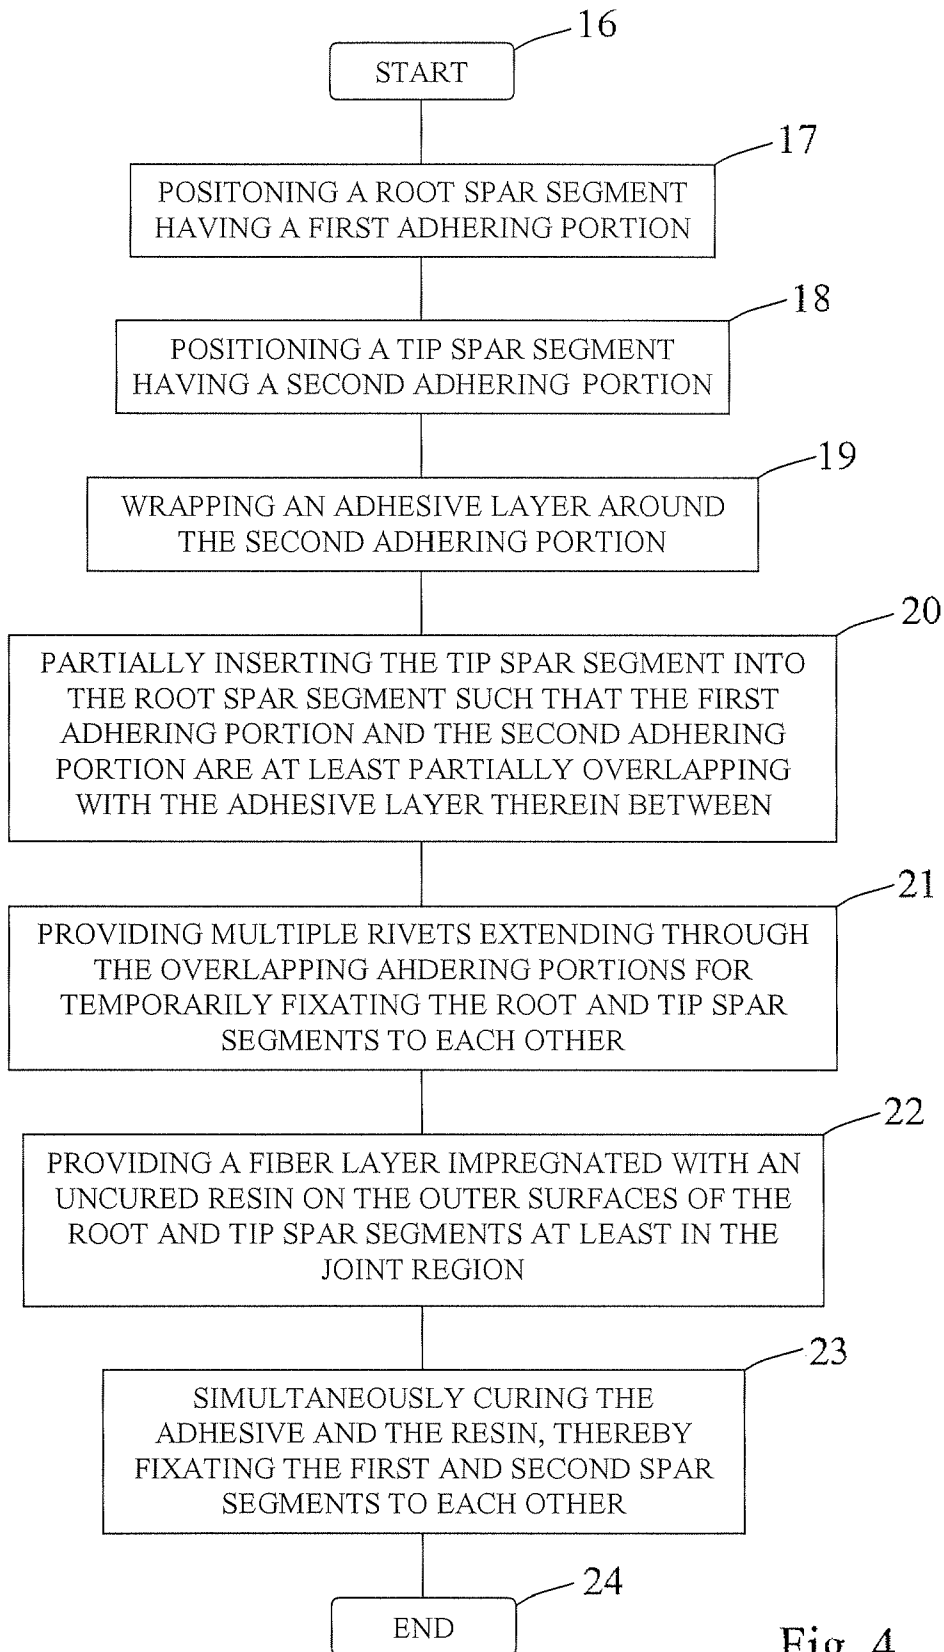 16
START
17
POSITONING A ROOT SPAR SEGMENT
HAVING A FIRST ADHERING PORTION
18
POSITIONING A TIP SPAR SEGMENT
HAVING A SECOND ADHERING PORTION
19
WRAPPING AN ADHESIVE LAYER AROUND
THE SECOND ADHERING PORTION
20
PARTIALLY INSERTING THE TIP SPAR SEGMENT INTO
THE ROOT SPAR SEGMENT SUCH THAT THE FIRST
ADHERING PORTION AND THE SECOND ADHERING
PORTION ARE AT LEAST PARTIALLY OVERLAPPING
WITH THE ADHESIVE LAYER THEREIN BETWEEN
21
PROVIDING MULTIPLE RIVETS EXTENDING THROUGH
THE OVERLAPPING AHDERING PORTIONS FOR
TEMPORARILY FIXATING THE ROOT AND TIP SPAR
SEGMENTS TO EACH OTHER
22
PROVIDING A FIBER LAYER IMPREGNATED WITH AN
UNCURED RESIN ON THE OUTER SURFACES OF THE
ROOT AND TIP SPAR SEGMENTS AT LEAST IN THE
JOINT REGION
23
SIMULTANEOUSLY CURING THE
ADHESIVE AND THE RESIN, THEREBY
FIXATING THE FIRST AND SECOND SPAR
SEGMENTS TO EACH OTHER
24
END
Fig. 4